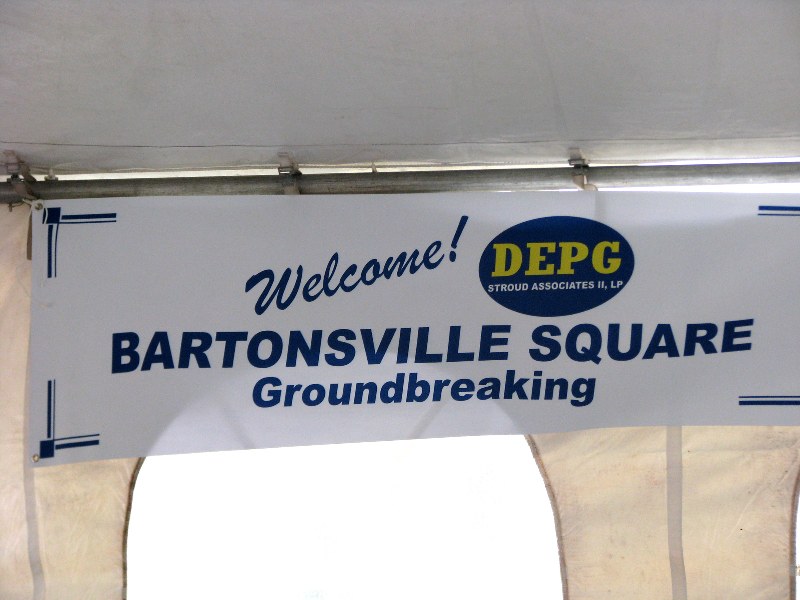 Welcome!
DEPG
STROUD ASSOCIATES II, LP
BARTONSVILLE SQUARE
Groundbreaking